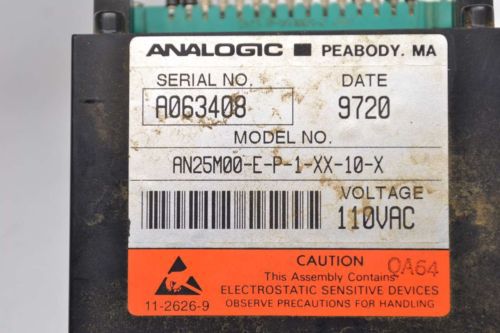 ANALOGIC PEABODY, MA
SERIAL NO. DATE
A063408 9720
MODEL NO.
AN25M00-E-P-1-XX-10-X
VOLTAGE
110VAC
CAUTION
This Assembly Contains OA64
ELECTROSTATIC SENSITIVE DEVICES
11-2626-9 OBSERVE PRECAUTIONS FOR HANDLING